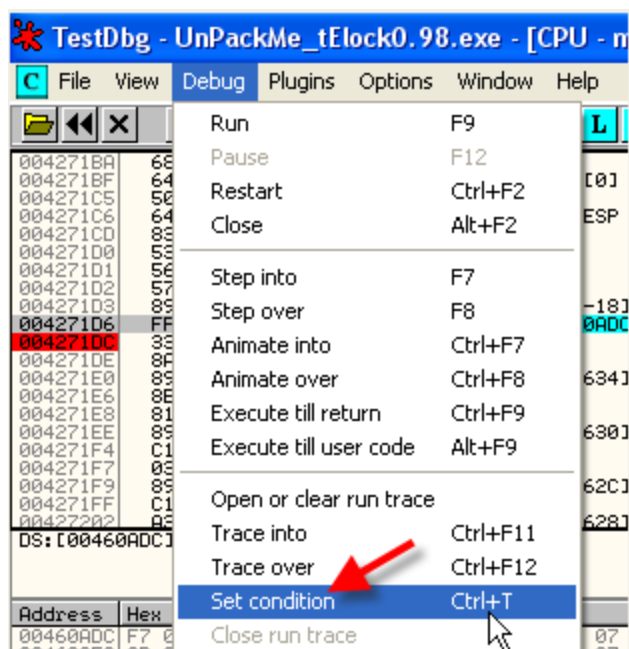 TestDbg - UnPackMe_tElock0.98.exe - [CPU - m
C File View Debug Plugins Options Window Help
Run F9 L
Pause F12
Restart Ctrl+F2
Close Alt+F2
Step into F7
Step over F8
Animate into Ctrl+F7
Animate over Ctrl+F8
Execute till return Ctrl+F9
Execute till user code Alt+F9
Open or clear run trace
Trace into Ctrl+F11
Trace over Ctrl+F12
Set condition Ctrl+T
Close run trace
004271BA 68
004271BF 64 [0]
004271C5 50
004271C6 64 ESP
004271CD 83
004271D0 53
004271D1 56
004271D2 57
004271D3 89 -18]
004271D6 FF 0ADC
004271DC 33
004271DE 8A
004271E0 89 634]
004271E6 8B
004271E8 81
004271EE 89 630]
004271F4 C1
004271F7 03
004271F9 89 62C]
004271FF C1
00427202 A3 628]
DS:[00460ADC]
Address Hex
00460ADC F7 07